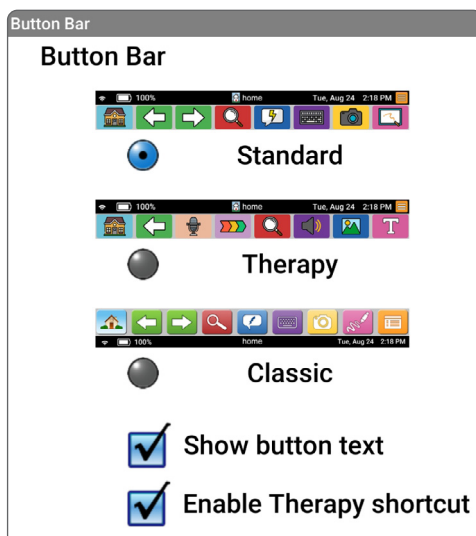 Button Bar
Button Bar
100% home Tue, Aug 24 2:18 PM
Standard
100% home Tue, Aug 24 2:18 PM
T
Therapy
100% home Tue, Aug 24 2:18 PM
Classic
Show button text
Enable Therapy shortcut